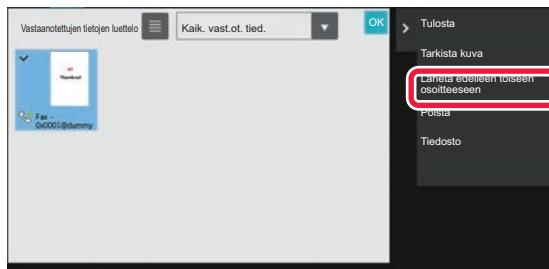 Vastaanotettujen tietojen luettelo
Kaik. vast.ot. tied.
OK
Tulosta
Tarkista kuva
Lähetä edelleen toiseen
osoitteeseen
Poista
Tiedosto
Thumbnail
Fax -
0x0001@dummy